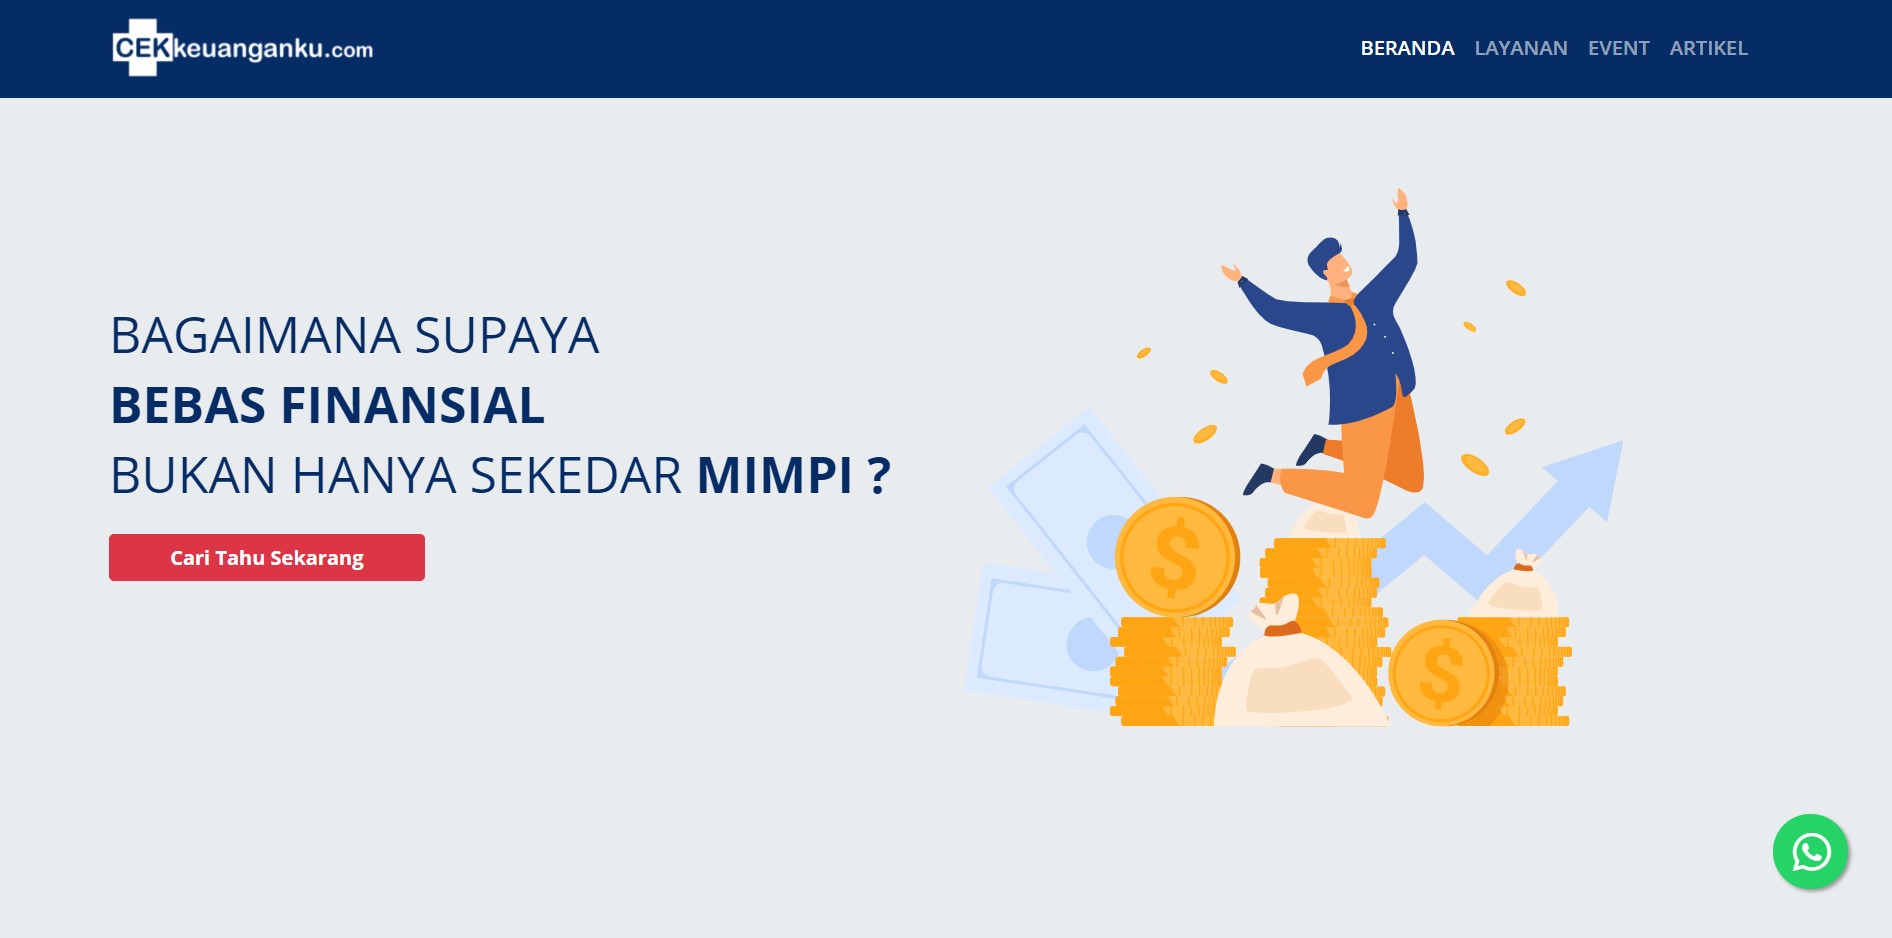 CEKkeuanganku.com
BERANDA LAYANAN EVENT ARTIKEL
BAGAIMANA SUPAYA
BEBAS FINANSIAL
BUKAN HANYA SEKEDAR MIMPI ?
Cari Tahu Sekarang
$
$